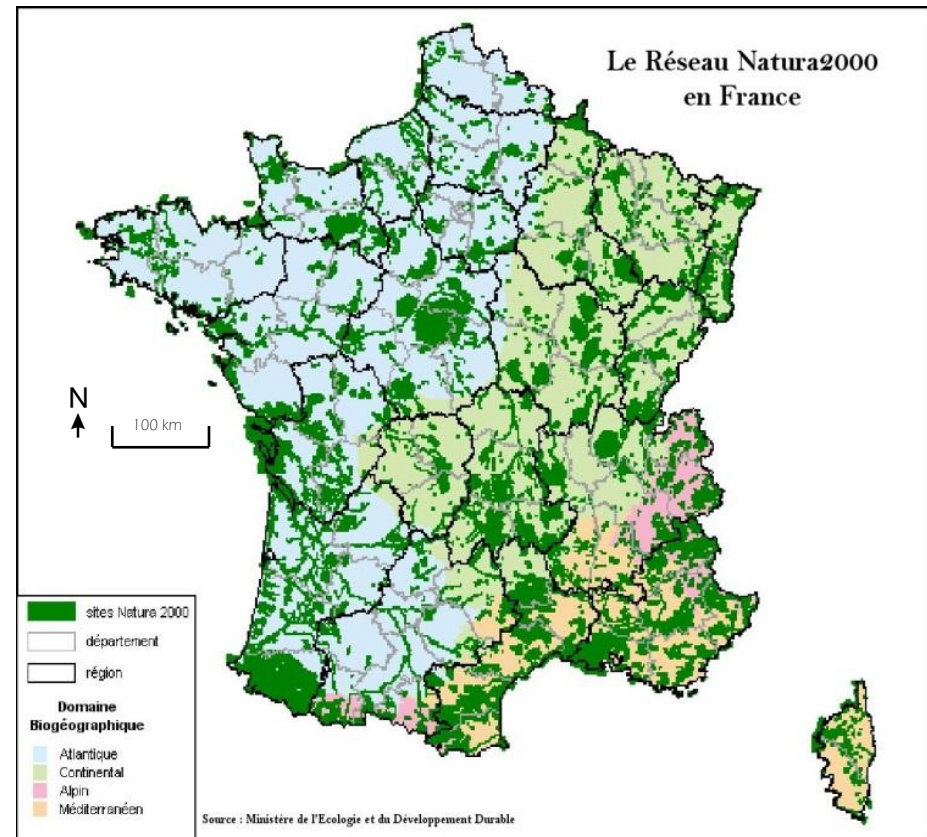 Le Réseau Natura2000
en France
N
100 km
sites Natura 2000
département
région
Domaine
Biogéographique
Atlantique
Continental
Alpin
Méditerranéen
Source : Ministère de l'Ecologie et du Développement Durable